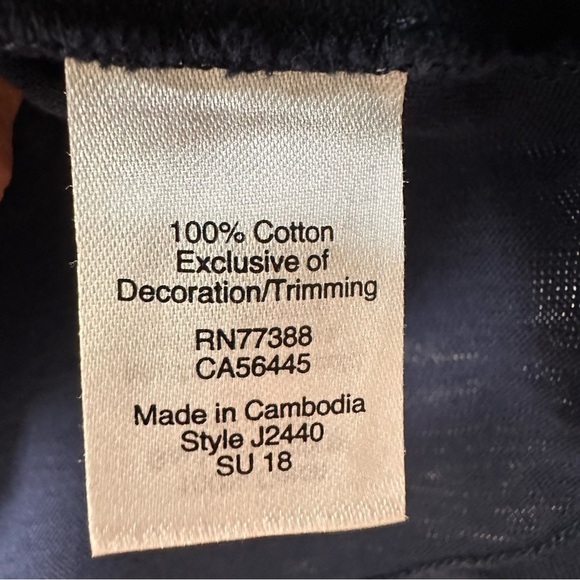 100% Cotton
Exclusive of
Decoration/Trimming
RN77388
CA56445
Made in Cambodia
Style J2440
SU 18